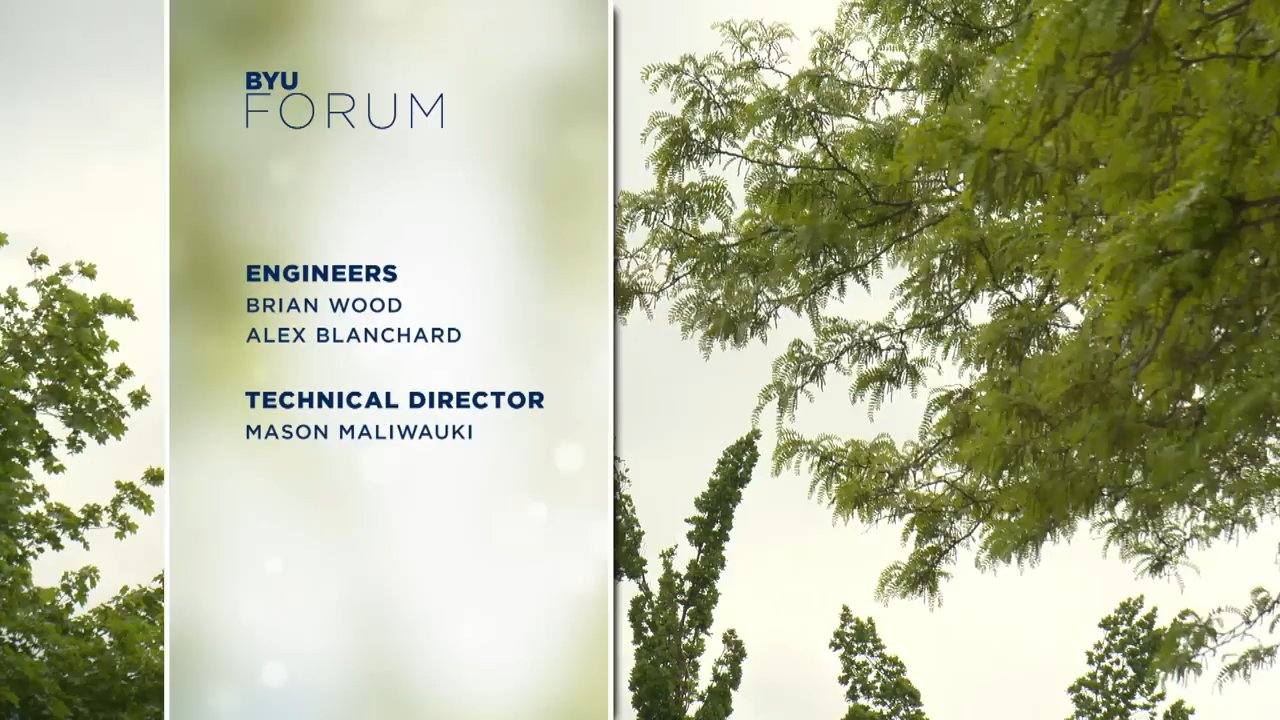 BYU
FORUM
ENGINEERS
BRIAN WOOD
ALEX BLANCHARD
TECHNICAL DIRECTOR
MASON MALIWAUKI